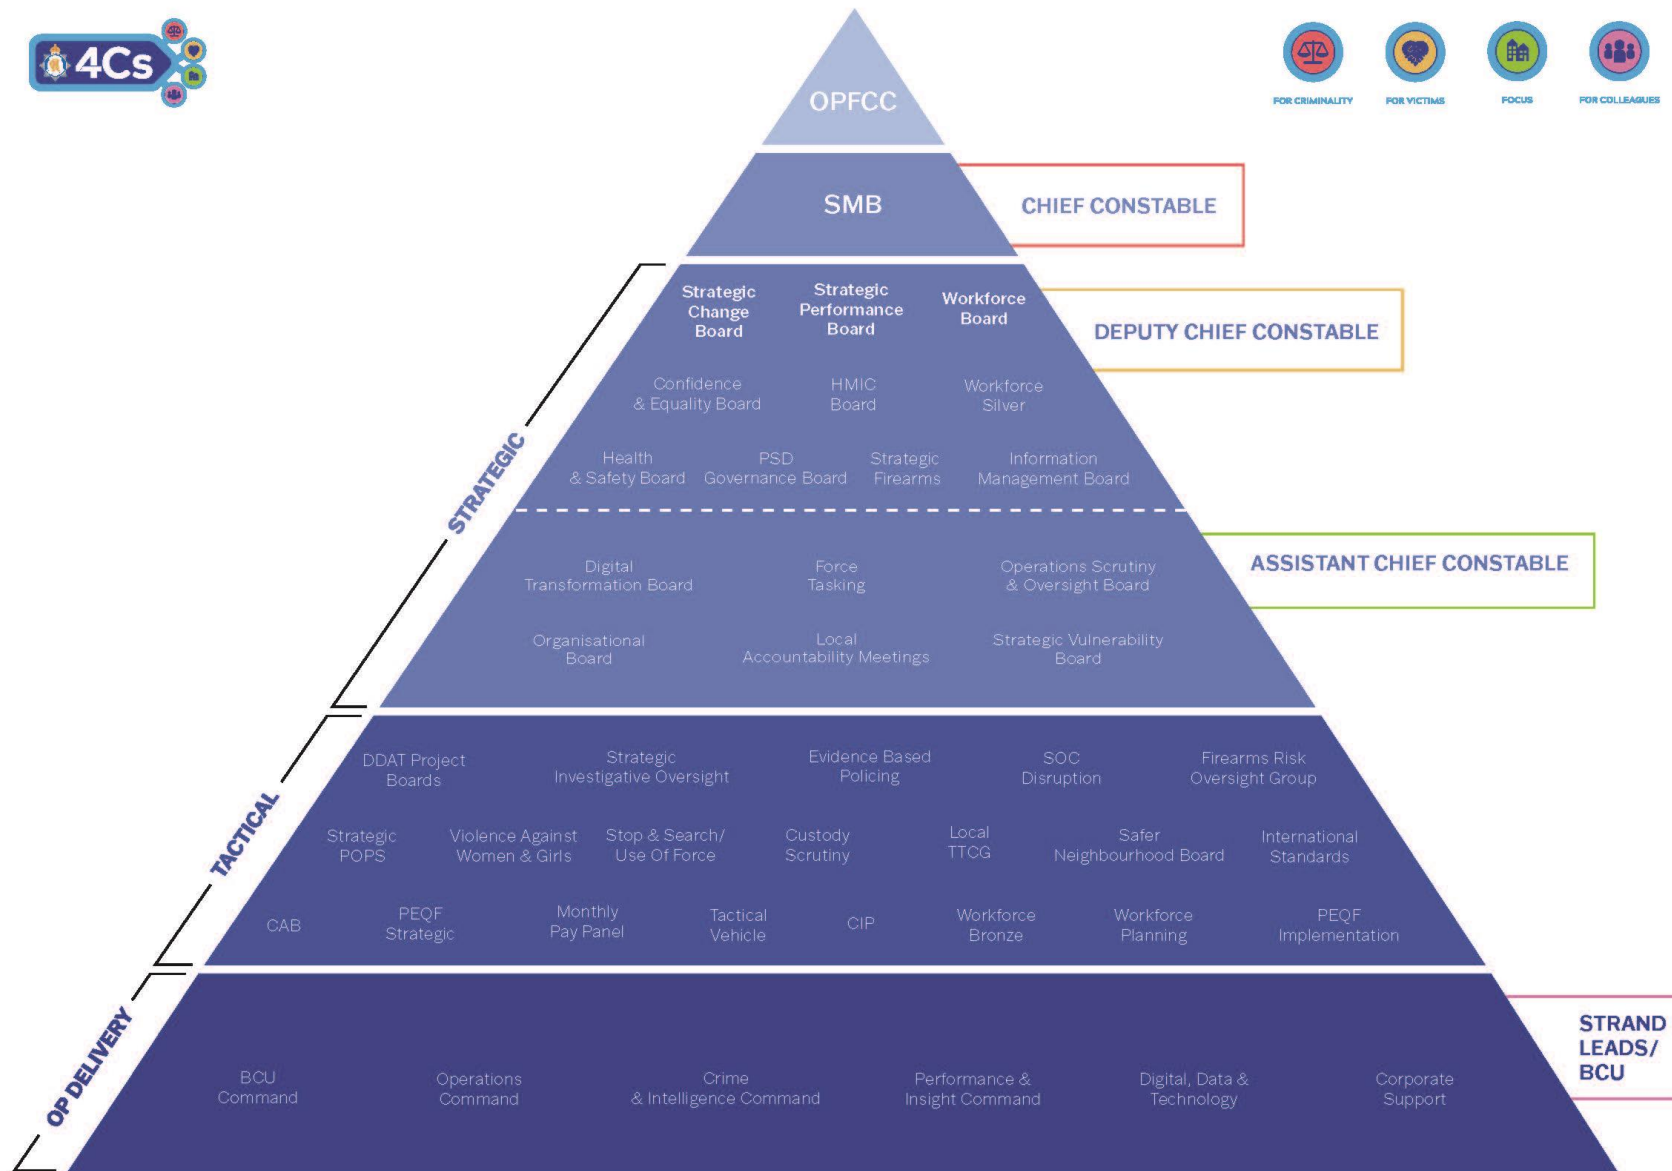 4Cs
FOR CRIMINALITY
FOR VICTIMS
FOCUS
FOR COLLEAGUES
OPFCC
SMB
CHIEF CONSTABLE
STRATEGIC
Strategic
Change
Board
Strategic
Performance
Board
Workforce
Board
DEPUTY CHIEF CONSTABLE
Confidence
& Equality Board
HMIC
Board
Workforce
Silver
Health
& Safety Board
PSD
Governance Board
Strategic
Firearms
Information
Management Board
ASSISTANT CHIEF CONSTABLE
Digital
Transformation Board
Force
Tasking
Operations Scrutiny
& Oversight Board
Organisational
Board
Local
Accountability Meetings
Strategic Vulnerability
Board
TACTICAL
DDAT Project
Boards
Strategic
Investigative Oversight
Evidence Based
Policing
SOC
Disruption
Firearms Risk
Oversight Group
Strategic
POPS
Violence Against
Women & Girls
Stop & Search/
Use Of Force
Custody
Scrutiny
Local
TTCG
Safer
Neighbourhood Board
International
Standards
CAB
PEQF
Strategic
Monthly
Pay Panel
Tactical
Vehicle
CIP
Workforce
Bronze
Workforce
Planning
PEQF
Implementation
OP DELIVERY
BCU
Command
Operations
Command
Crime
& Intelligence Command
Performance &
Insight Command
Digital, Data &
Technology
Corporate
Support
STRAND
LEADS/
BCU